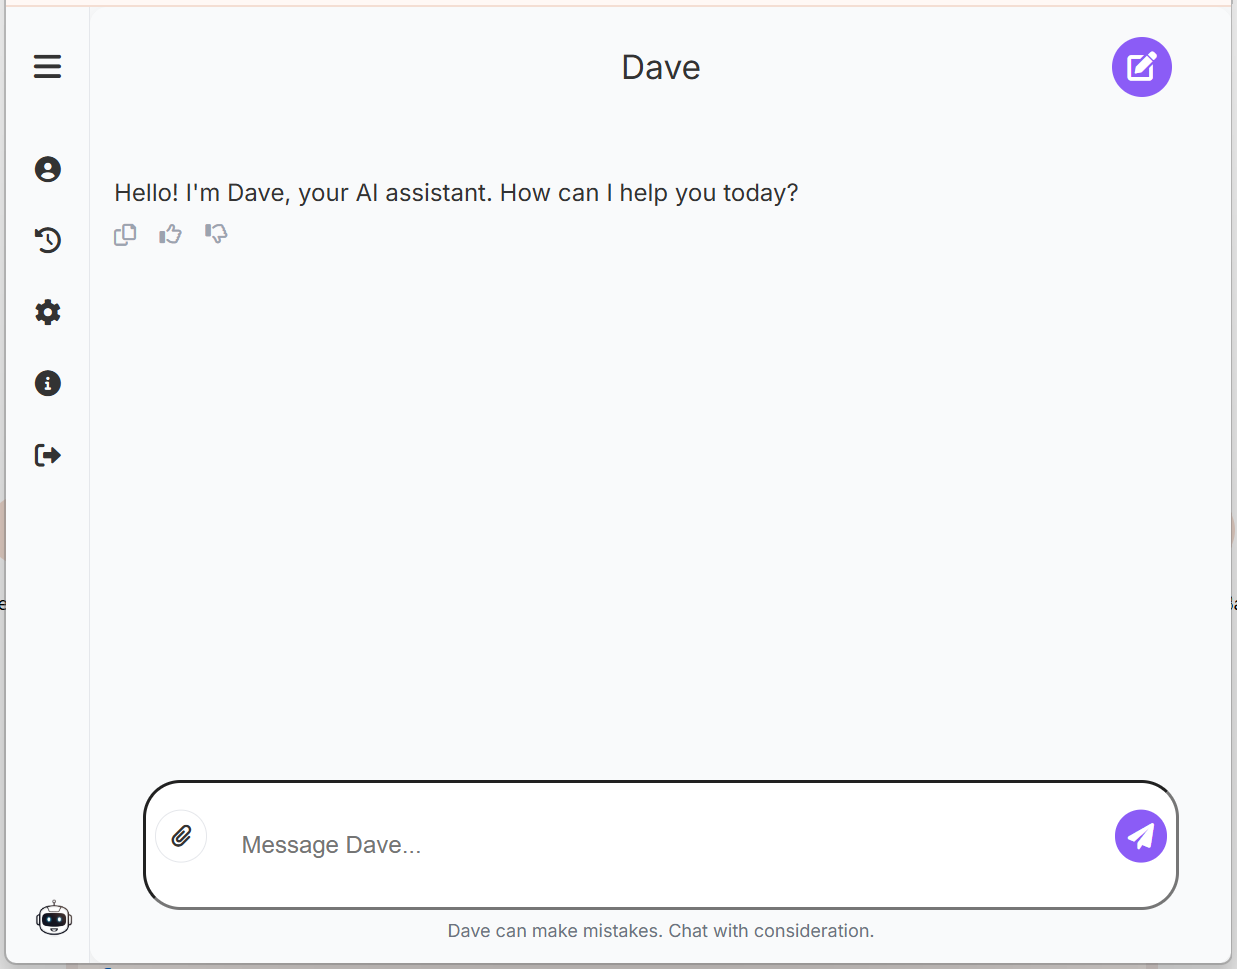 Dave
Hello! I'm Dave, your AI assistant. How can I help you today?
Message Dave...
Dave can make mistakes. Chat with consideration.